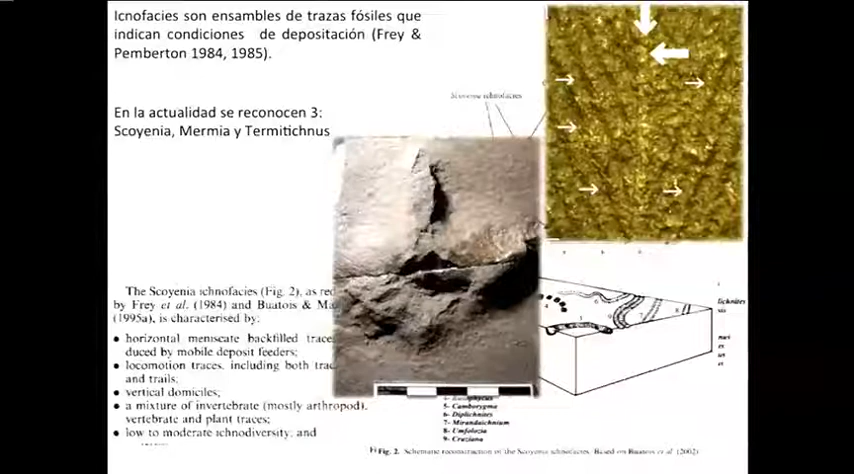 Icnofacies son ensambles de trazas fósiles que
indican condiciones de depositación (Frey &
Pemberton 1984, 1985).
En la actualidad se reconocen 3:
Scoyenia, Mermia y Termitichnus
Scoyenia ichnofacies
The Scoyenia ichnofacies (Fig. 2), as
by Frey et al. (1984) and Buatois &
(1995a), is characterised by:
• horizontal meniscate backfilled
duced by mobile deposit feeders;
• locomotion traces, including both
and trails;
• vertical domiciles;
• a mixture of invertebrate (mostly arthropod),
vertebrate and plant traces;
• low to moderate ichnodiversity; and
5- Camborygma
6- Diplichnites
7- Mirandaichnium
8- Umfolozia
9- Cruziana
Fig. 2. Schematic reconstruction of the Scoyenia ichnofacies. Based on Buatois et al. (2002)